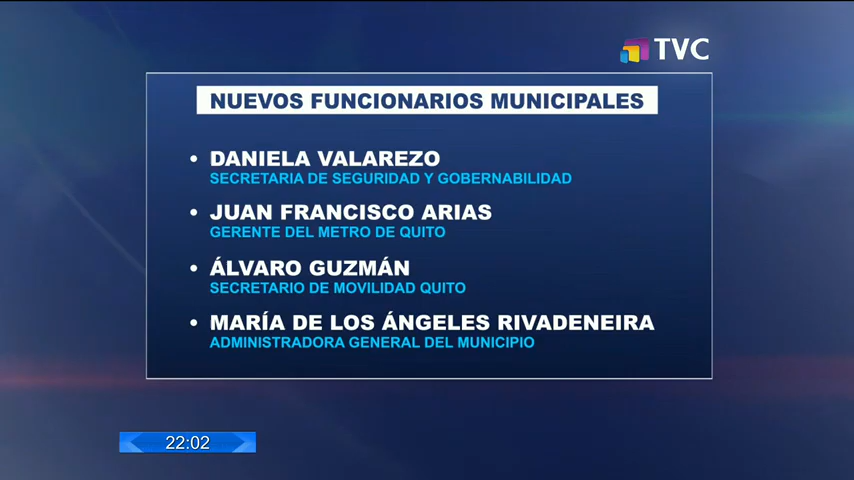 TVC
NUEVOS FUNCIONARIOS MUNICIPALES
• DANIELA VALAREZO
SECRETARIA DE SEGURIDAD Y GOBERNABILIDAD
• JUAN FRANCISCO ARIAS
GERENTE DEL METRO DE QUITO
• ÁLVARO GUZMÁN
SECRETARIO DE MOVILIDAD QUITO
• MARÍA DE LOS ÁNGELES RIVADENEIRA
ADMINISTRADORA GENERAL DEL MUNICIPIO
22:02